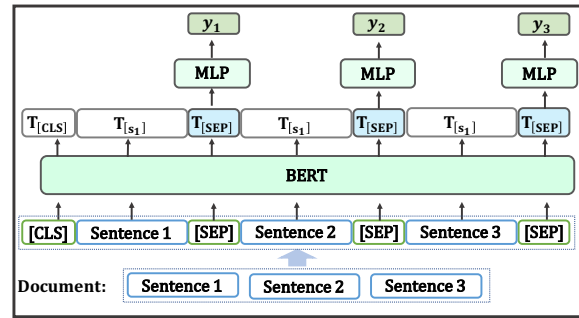 y₁ y₂ y₃
MLP MLP MLP
T[CLS] T[s₁] T[SEP] T[s₁] T[SEP] T[s₁] T[SEP]
BERT
[CLS] Sentence 1 [SEP] Sentence 2 [SEP] Sentence 3 [SEP]
Document: Sentence 1 Sentence 2 Sentence 3